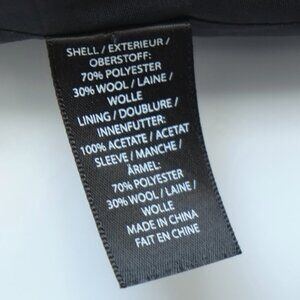 SHELL / EXTERIEUR /
OBERSTOFF:
70% POLYESTER
30% WOOL / LAINE /
WOLLE
LINING / DOUBLURE /
INNENFUTTER:
100% ACETATE / ACETAT
SLEEVE / MANCHE /
ÄRMEL:
70% POLYESTER
30% WOOL / LAINE /
WOLLE
MADE IN CHINA
FAIT EN CHINE